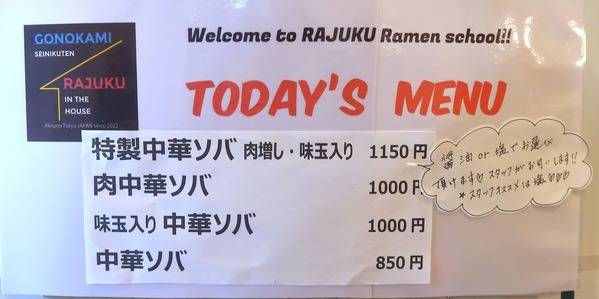 GONOKAMI
SEINIKUTEN
RAJUKU
IN THE
HOUSE
Akiruno Tokyo JAPAN since 2022
Welcome to RAJUKU Ramen school!!
TODAY'S MENU
特製中華ソバ 肉増し・味玉入り 1150円
肉中華ソバ 1000円
味玉入り 中華ソバ 1000円
中華ソバ 850円
醤油 or 塩でお選び
頂けます♡ スタッフがお伺いします!!
* スタッフオススメは塩♡♡♡